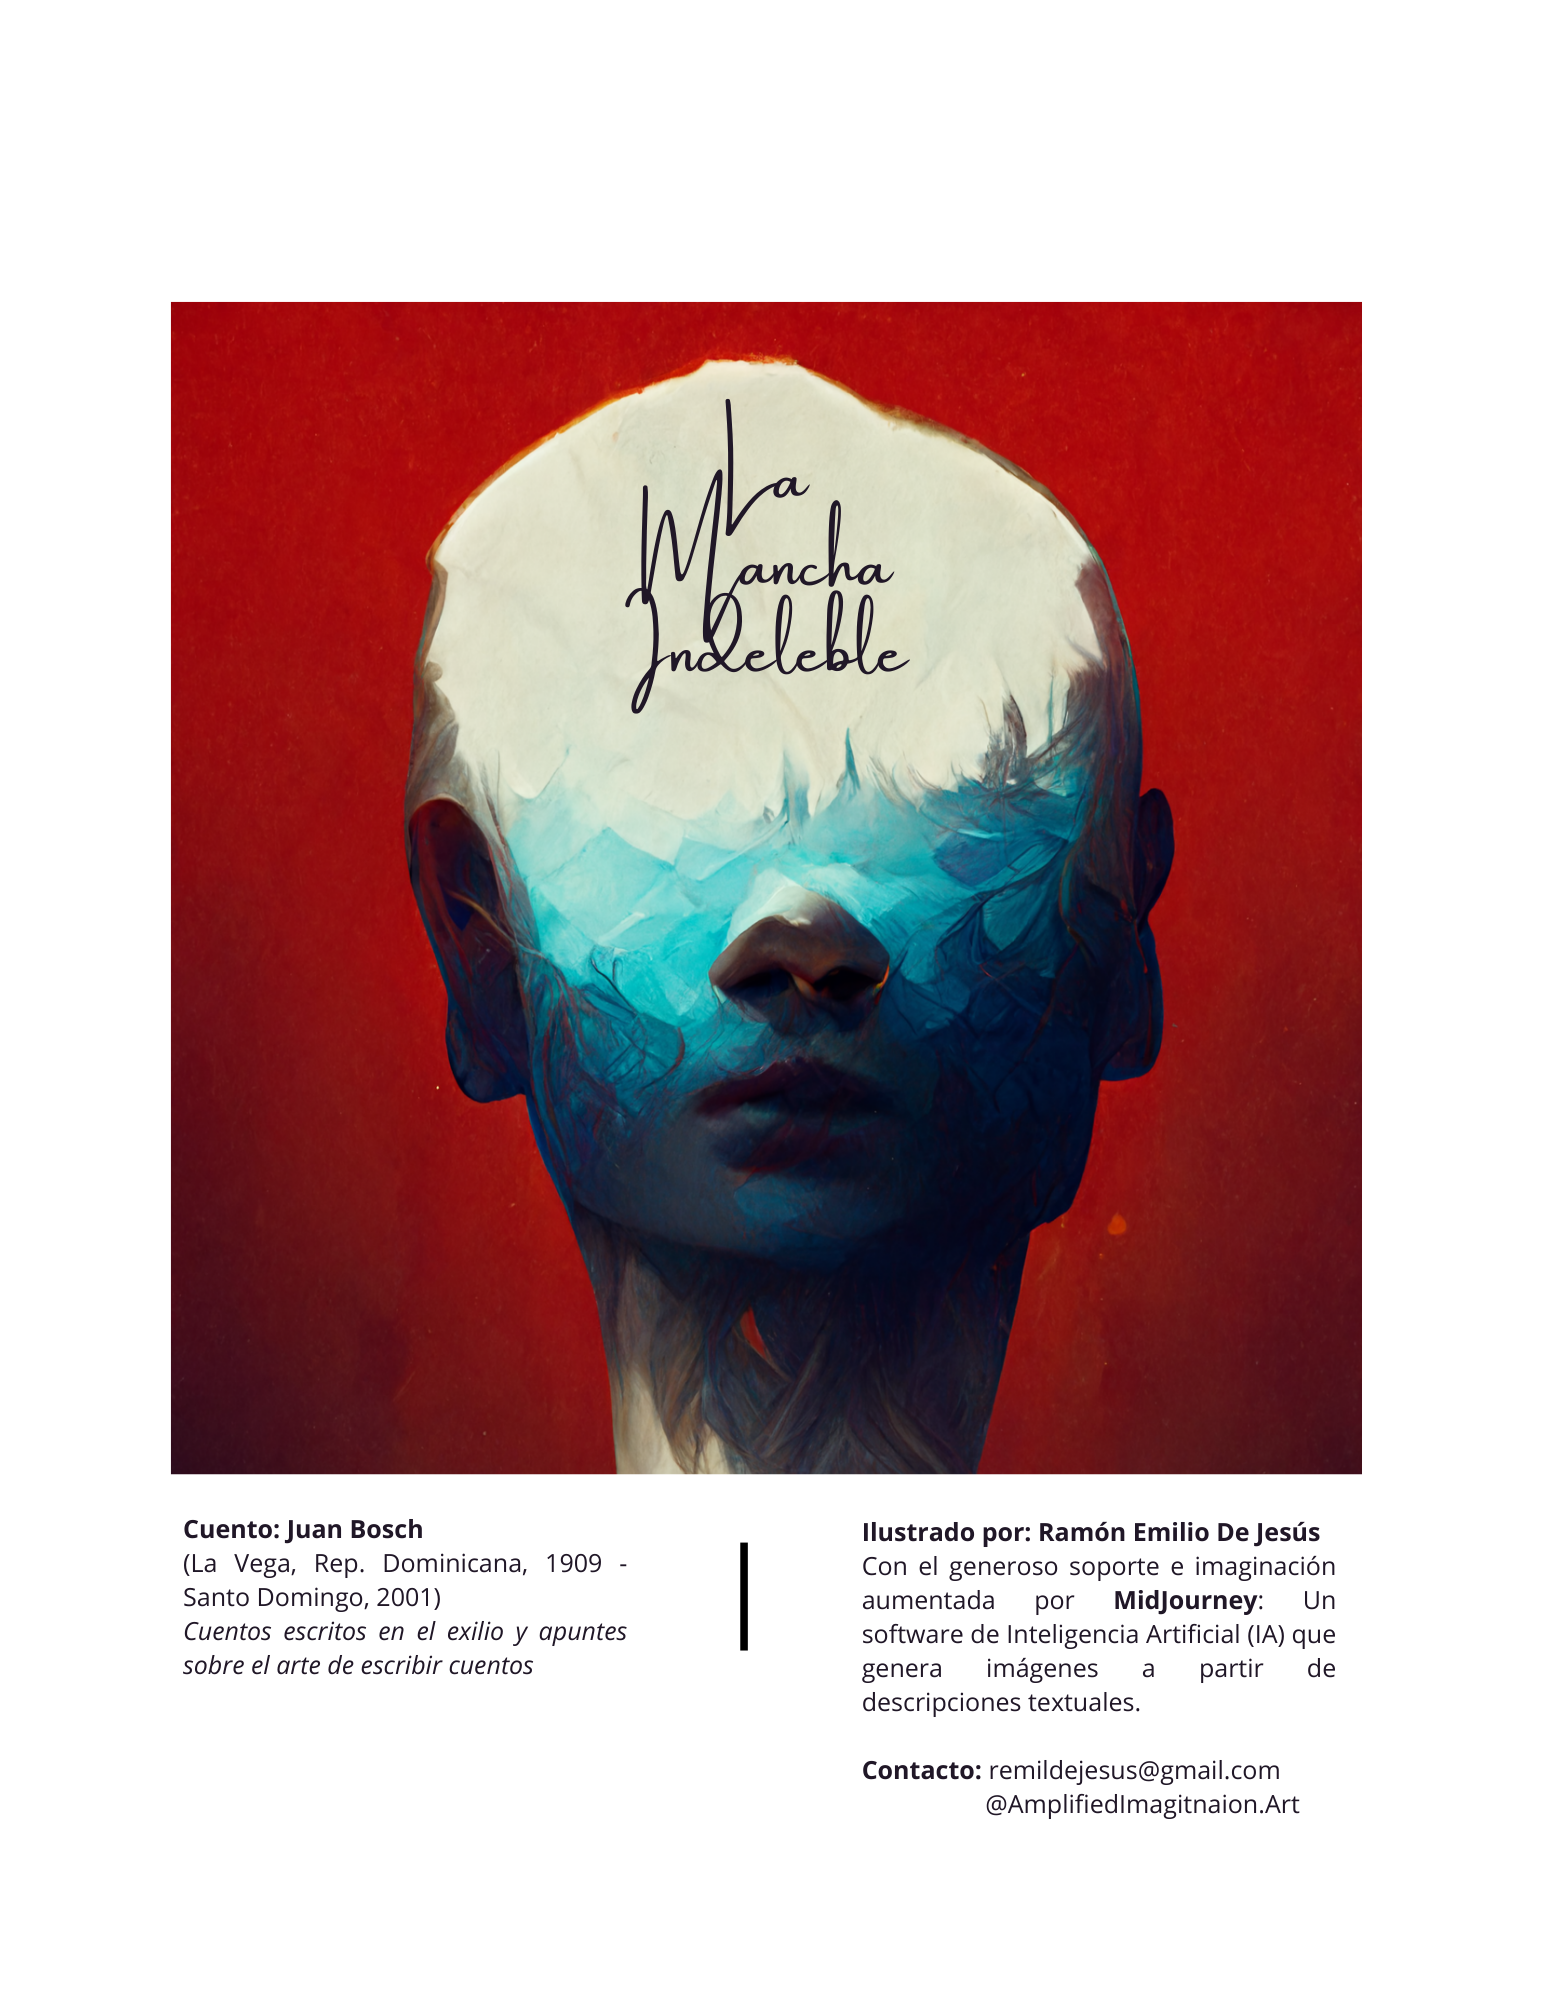 La
Mancha
Indeleble
Cuento: Juan Bosch
(La Vega, Rep. Dominicana, 1909 -
Santo Domingo, 2001)
Cuentos escritos en el exilio y apuntes
sobre el arte de escribir cuentos
Ilustrado por: Ramón Emilio De Jesús
Con el generoso soporte e imaginación
aumentada por MidJourney: Un
software de Inteligencia Artificial (IA) que
genera imágenes a partir de
descripciones textuales.
Contacto: remildejesus@gmail.com
@AmplifiedImagitnaion.Art